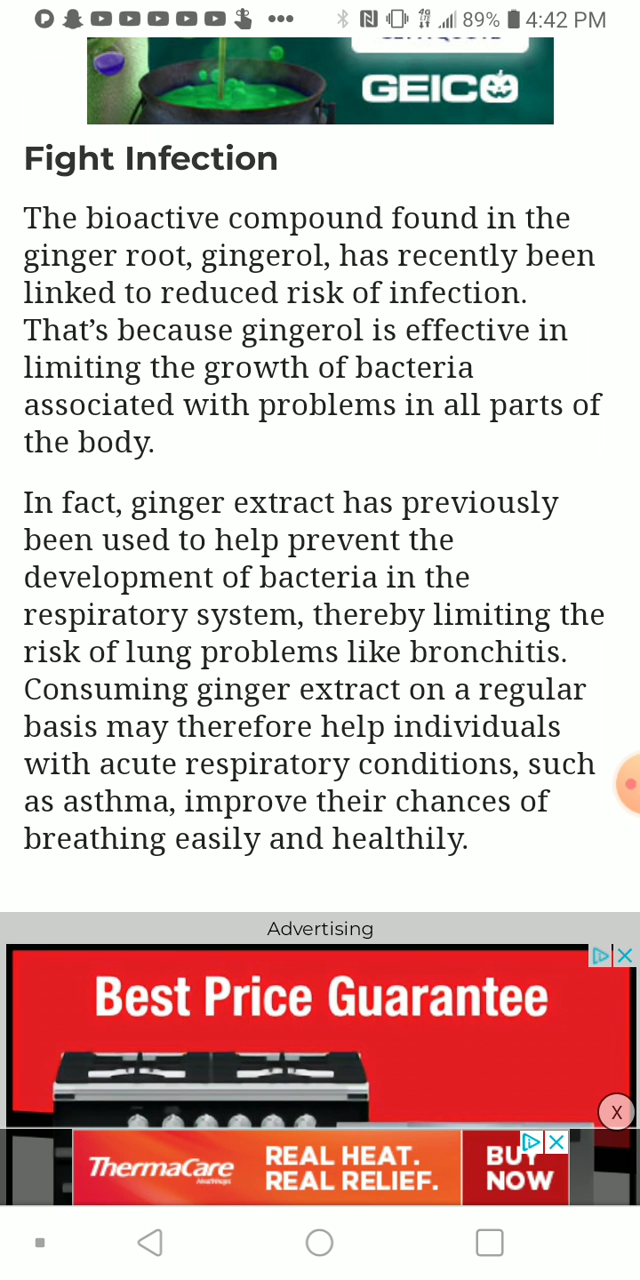 89% 4:42 PM
GEICO
Fight Infection
The bioactive compound found in the
ginger root, gingerol, has recently been
linked to reduced risk of infection.
That’s because gingerol is effective in
limiting the growth of bacteria
associated with problems in all parts of
the body.
In fact, ginger extract has previously
been used to help prevent the
development of bacteria in the
respiratory system, thereby limiting the
risk of lung problems like bronchitis.
Consuming ginger extract on a regular
basis may therefore help individuals
with acute respiratory conditions, such
as asthma, improve their chances of
breathing easily and healthily.
Advertising
Best Price Guarantee
X
ThermaCare
REAL HEAT.
REAL RELIEF.
BUY
NOW